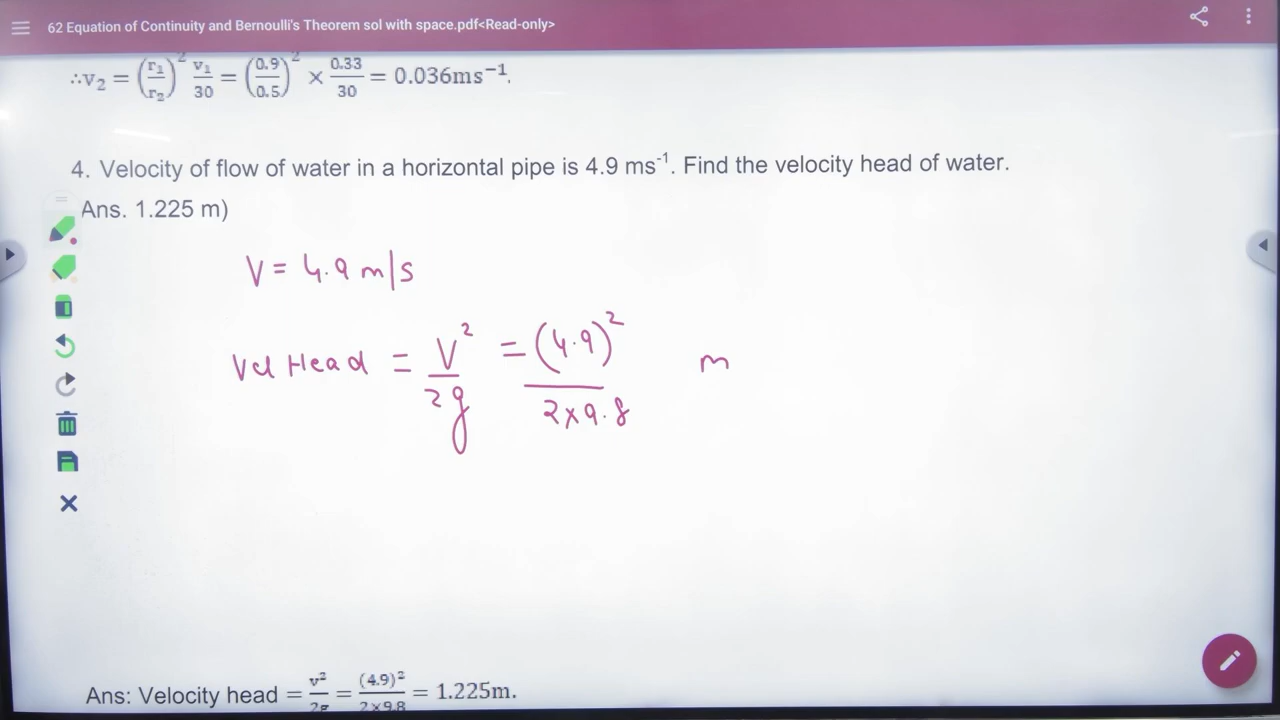 62 Equation of Continuity and Bernoulli's Theorem sol with space.pdf<Read-only>
∴v₂ = (r₁/r₂)² v₁/30 = (0.9/0.5)² × 0.33/30 = 0.036ms⁻¹.
4. Velocity of flow of water in a horizontal pipe is 4.9 ms⁻¹. Find the velocity head of water.
Ans. 1.225 m)
V = 4.9 m/s
Vel Head = V²/2g = (4.9)²/2×9.8 m
Ans: Velocity head = v²/2g = (4.9)²/2×9.8 = 1.225m.